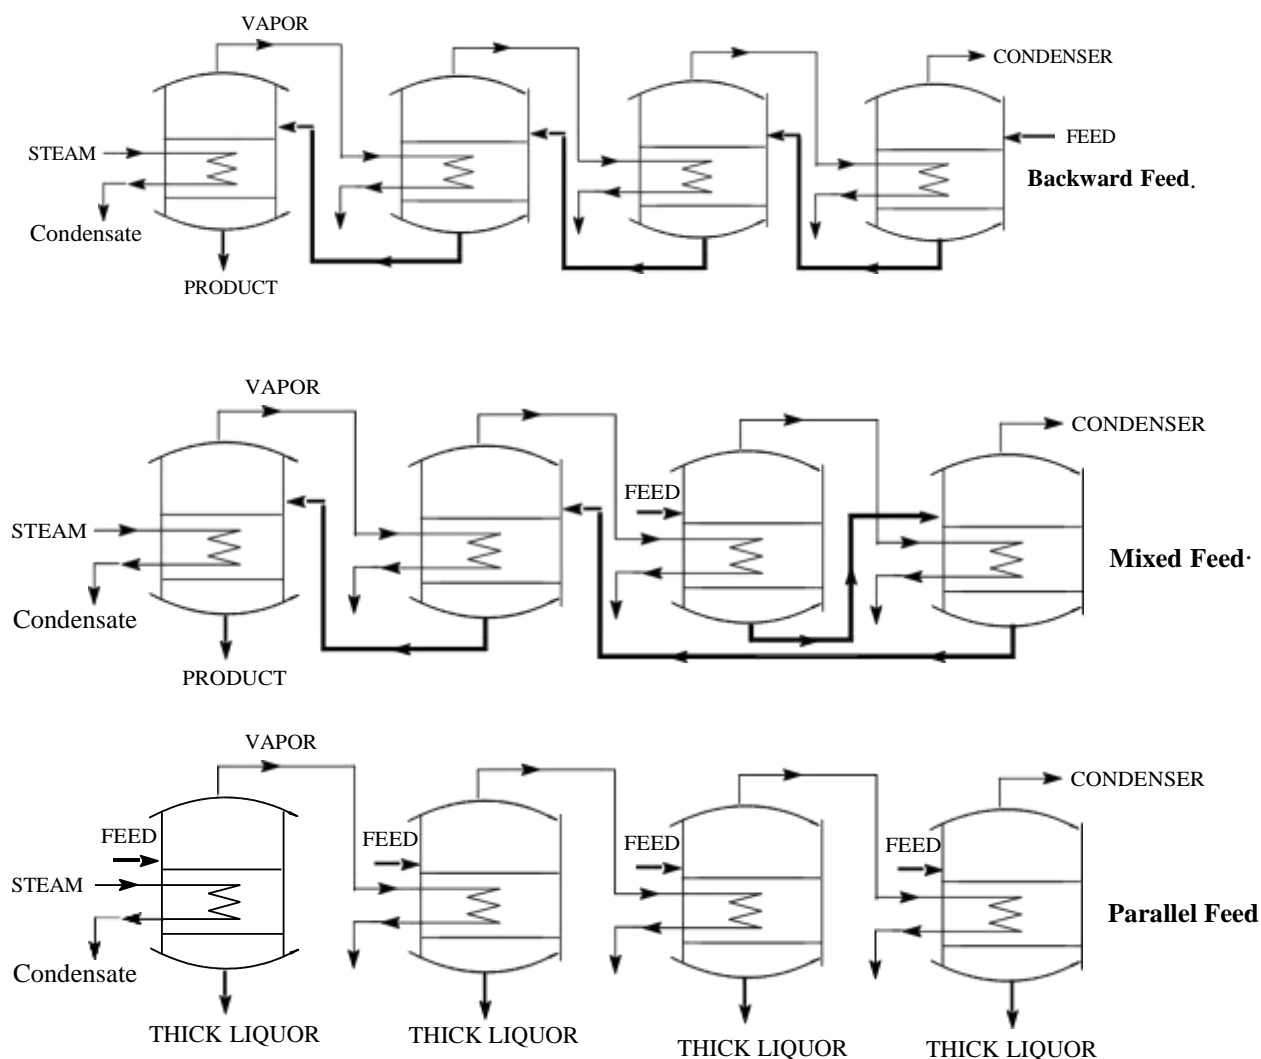 VAPOR
CONDENSER
STEAM
FEED
Backward Feed.
Condensate
PRODUCT
VAPOR
CONDENSER
FEED
STEAM
Mixed Feed.
Condensate
PRODUCT
VAPOR
CONDENSER
FEED
FEED
FEED
FEED
STEAM
Parallel Feed
Condensate
THICK LIQUOR
THICK LIQUOR
THICK LIQUOR
THICK LIQUOR